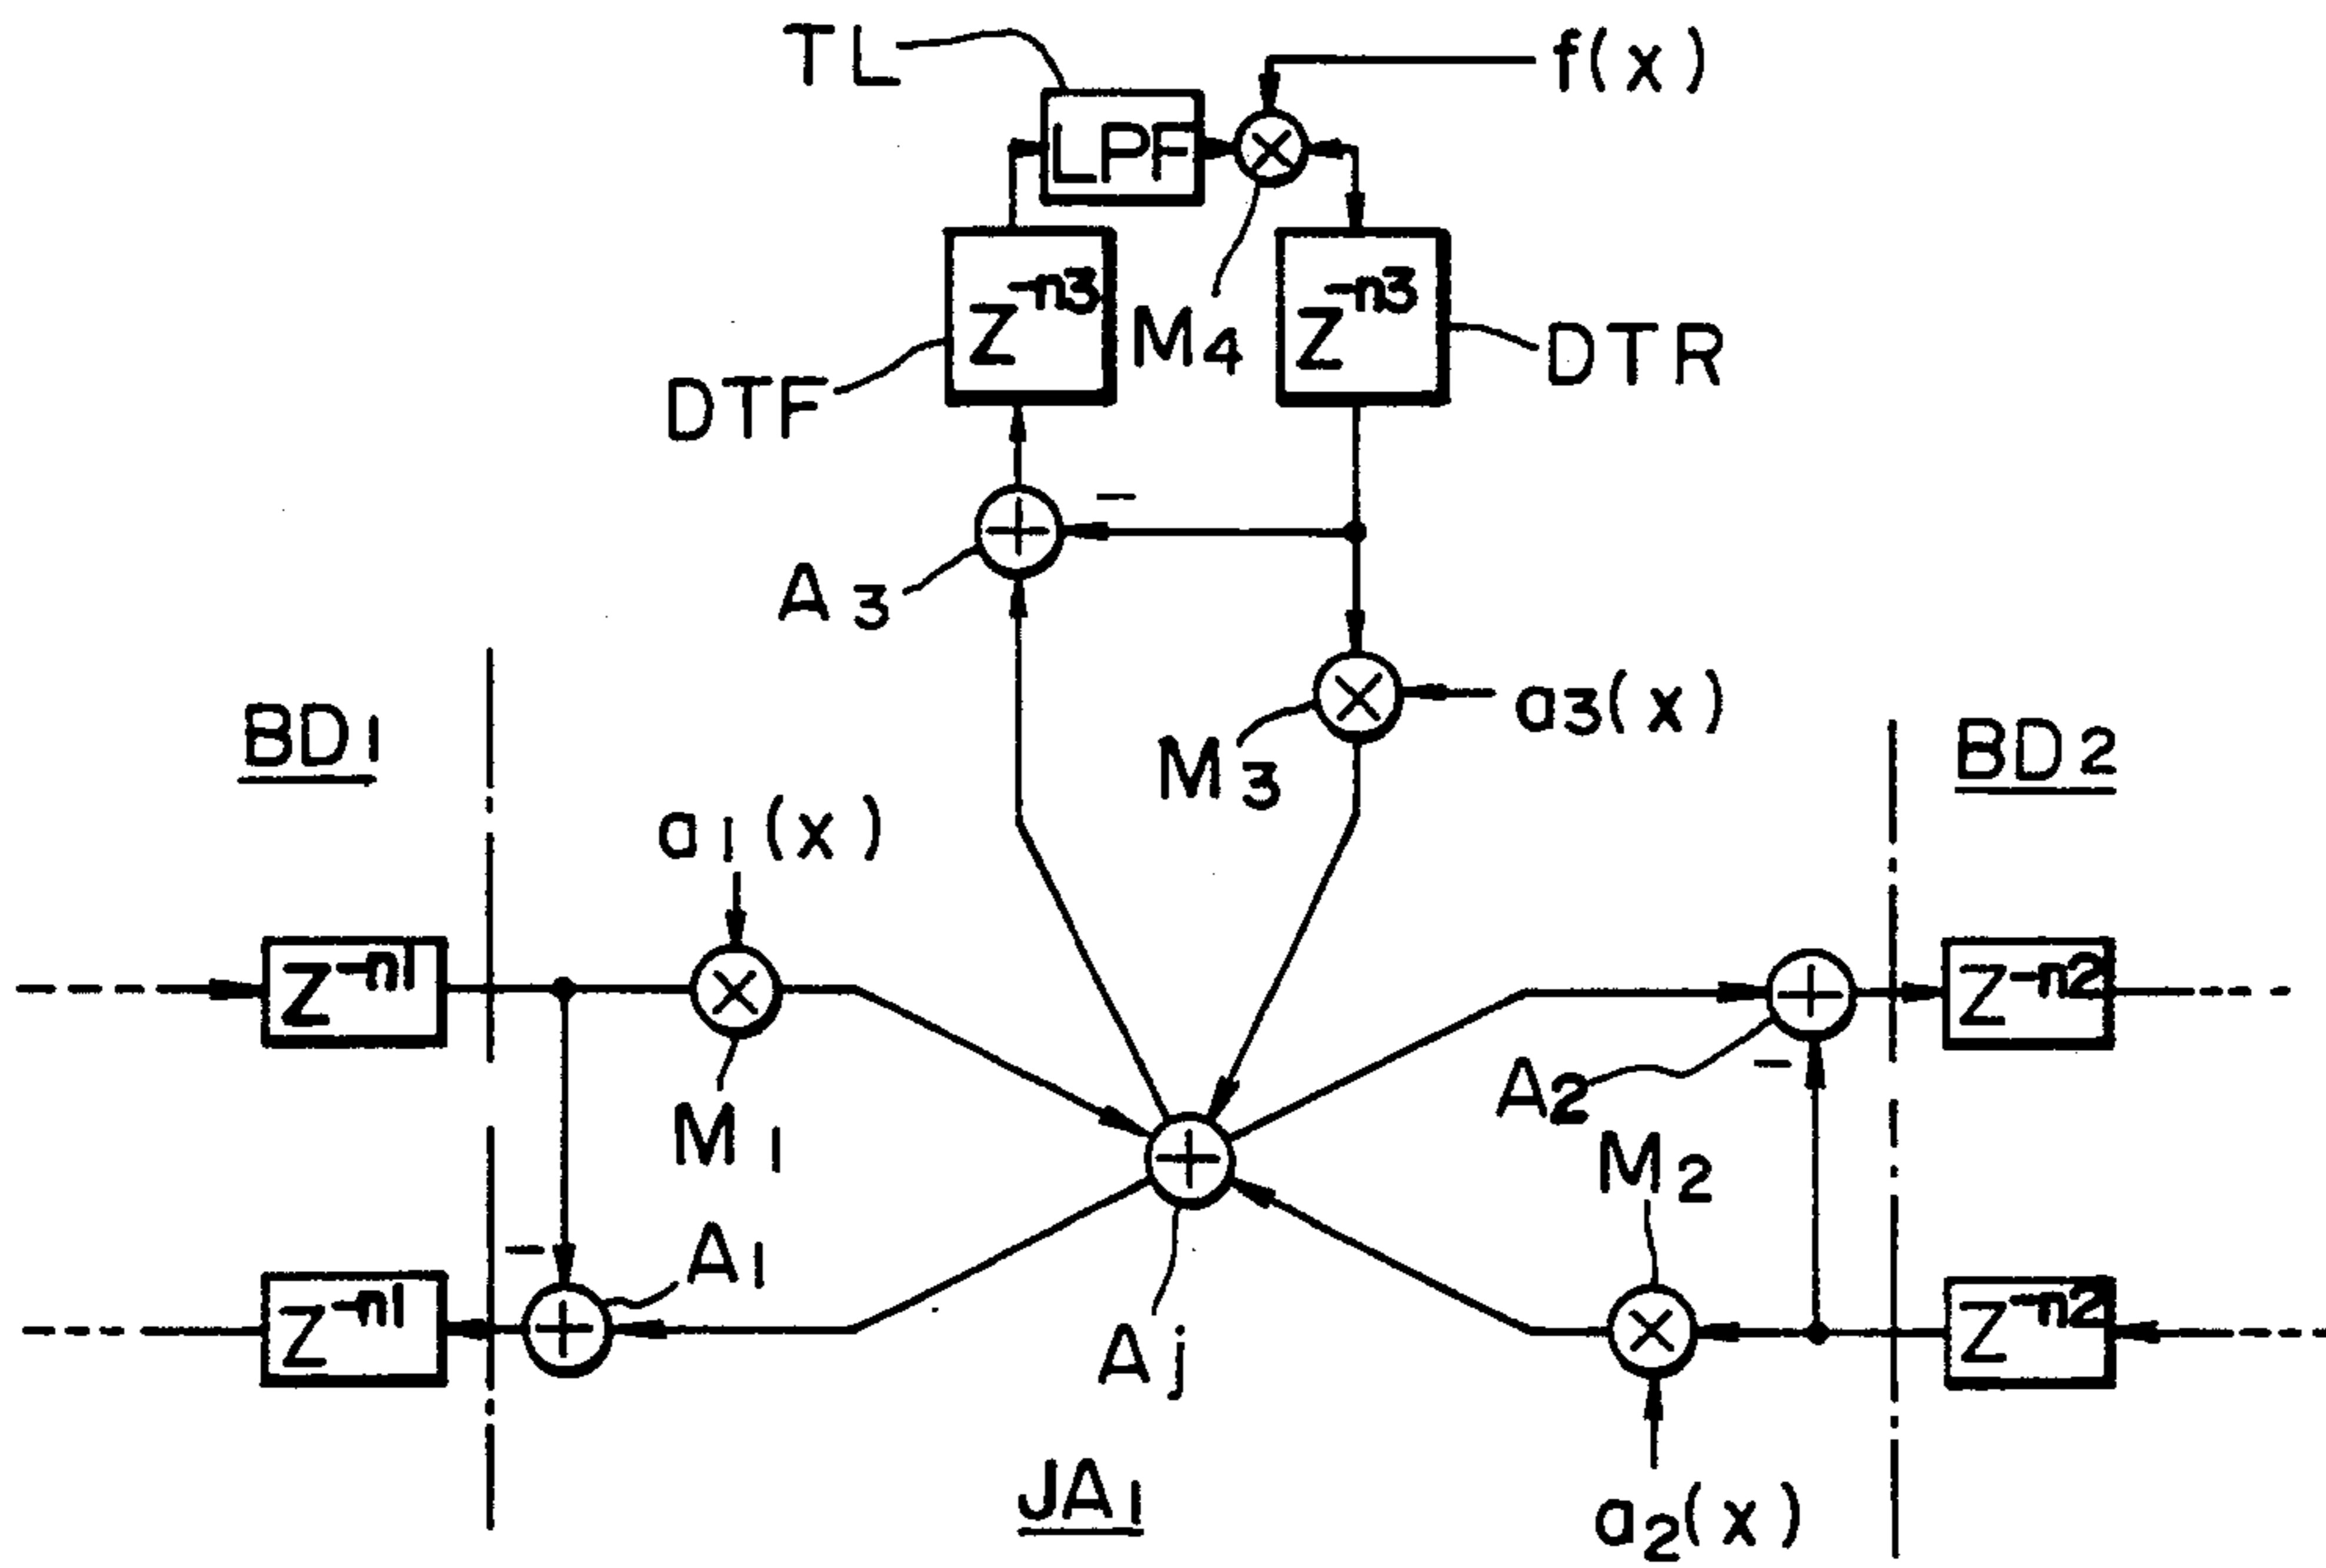 TL
f(x)
LPF
×
Z-n3
M4
Z-n3
DTF
DTR
−
+
A3
×
a3(x)
M3
BD1
BD2
a1(x)
Z-n1
×
+
Z-n2
M1
A2
−
+
M2
−
A1
Z-n1
+
Aj
×
Z-n2
JA1
a2(x)